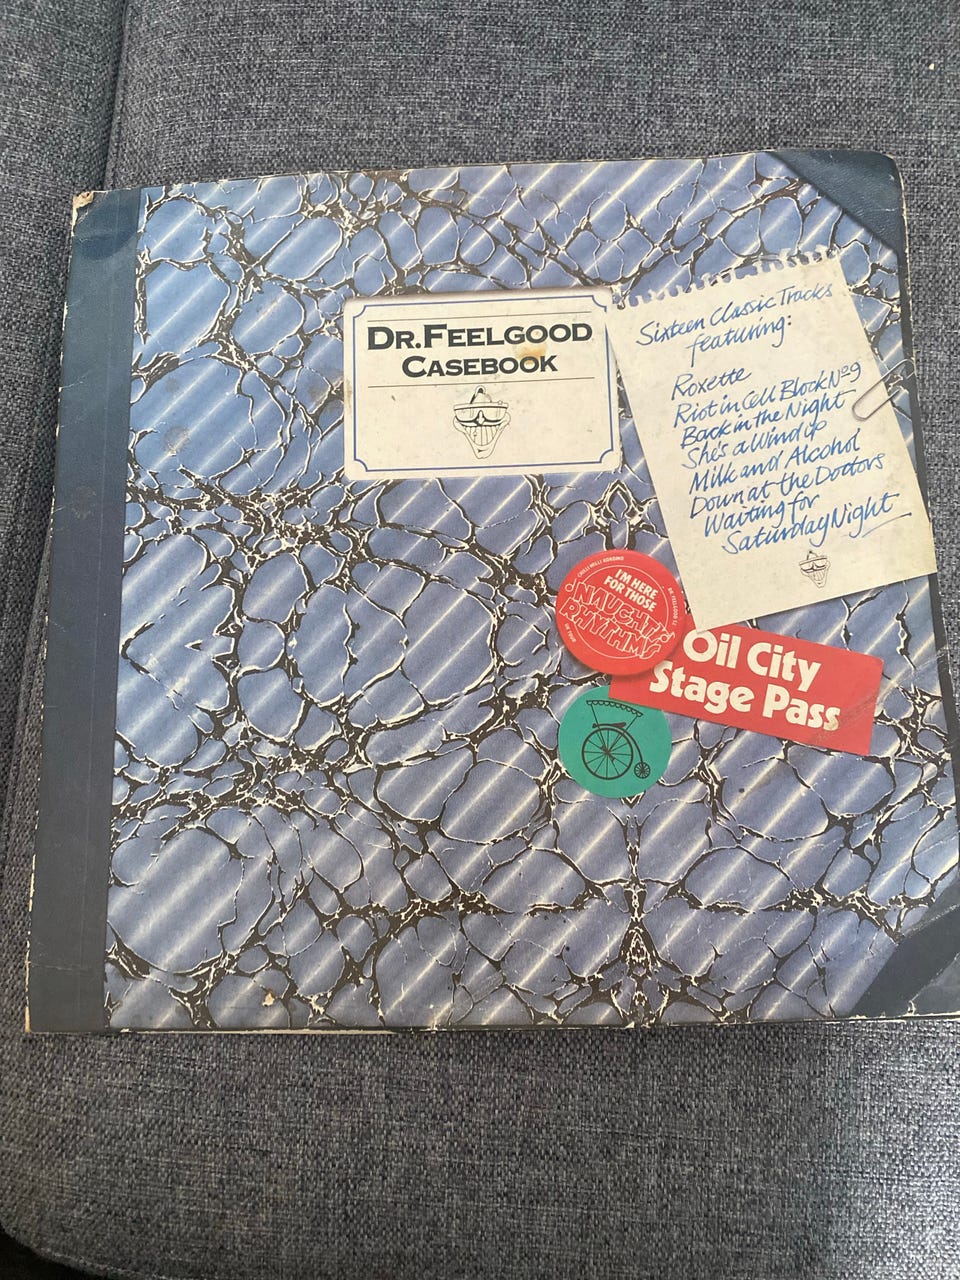 DR.FEELGOOD
CASEBOOK
Sixteen Classic Tracks
featuring:
Roxette
Riot in Cell Block Nº9
Back in the Night
She's a Wind up
Milk and Alcohol
Down at the Doctors
Waiting for
Saturday Night
I'M HERE
FOR THOSE
NAUGHTY
RHYTHMS
Oil City
Stage Pass